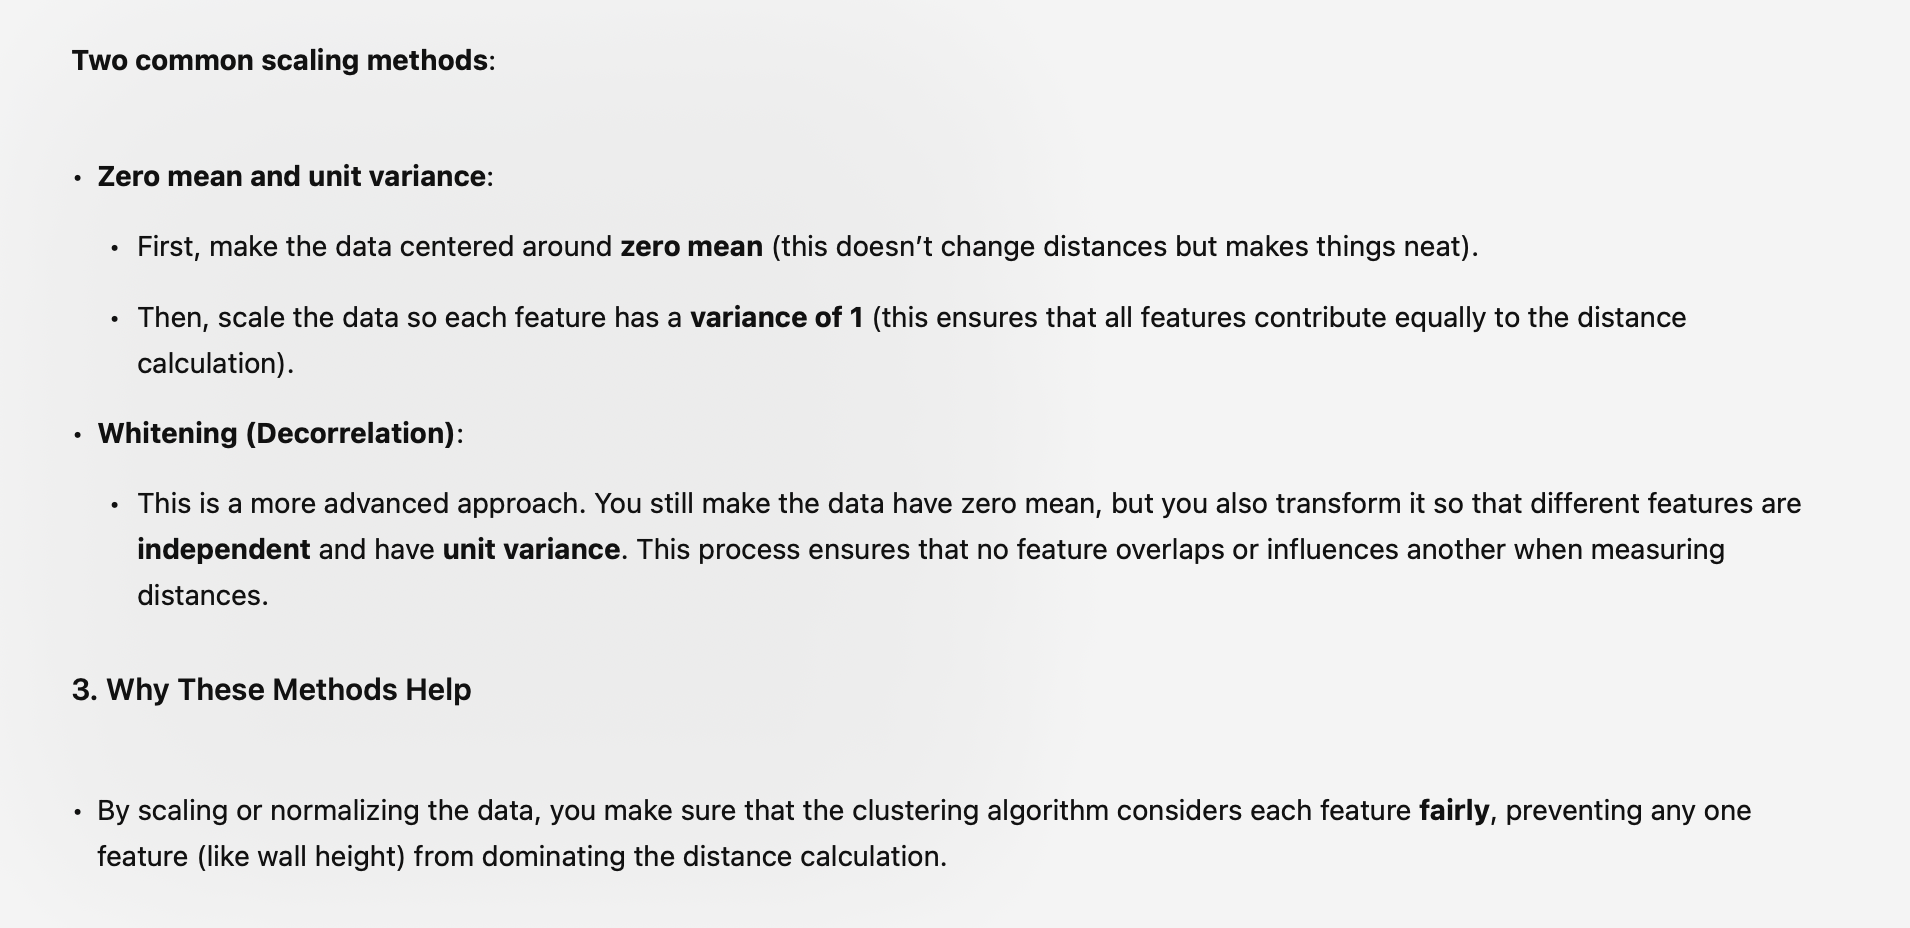 Two common scaling methods:
• Zero mean and unit variance:
• First, make the data centered around zero mean (this doesn’t change distances but makes things neat).
• Then, scale the data so each feature has a variance of 1 (this ensures that all features contribute equally to the distance
calculation).
• Whitening (Decorrelation):
• This is a more advanced approach. You still make the data have zero mean, but you also transform it so that different features are
independent and have unit variance. This process ensures that no feature overlaps or influences another when measuring
distances.
3. Why These Methods Help
• By scaling or normalizing the data, you make sure that the clustering algorithm considers each feature fairly, preventing any one
feature (like wall height) from dominating the distance calculation.